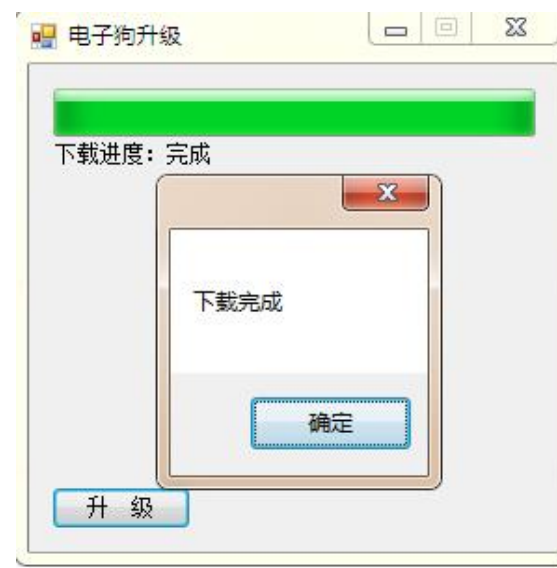 电子狗升级
下载进度：完成
下载完成
确定
升 级